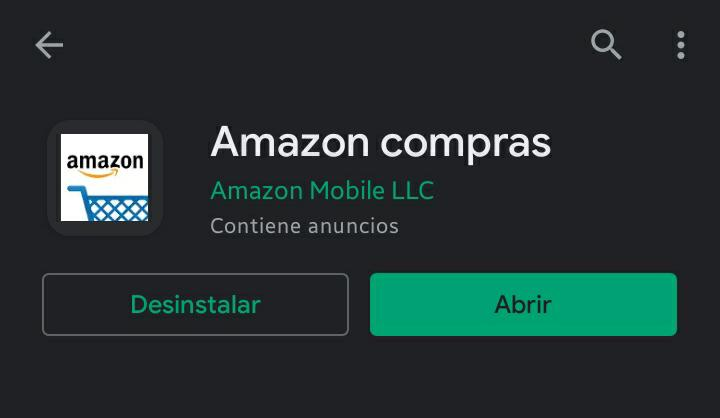 amazon
Amazon compras
Amazon Mobile LLC
Contiene anuncios
Desinstalar
Abrir